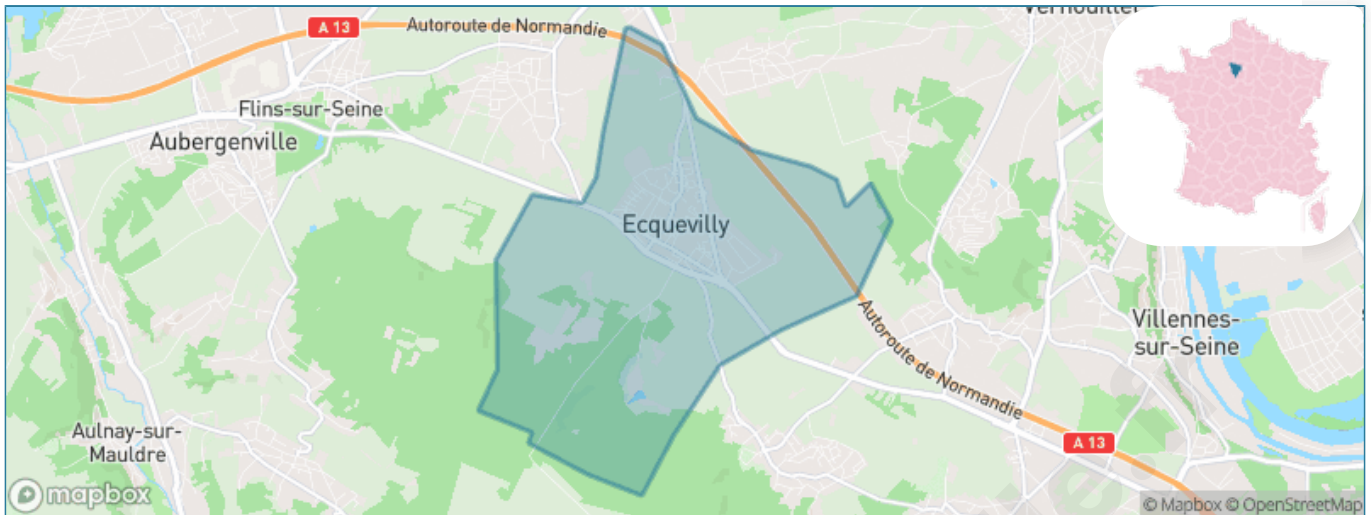 Vernouillet
A 13
Autoroute de Normandie
Flins-sur-Seine
Aubergenville
Ecquevilly
Autoroute de Normandie
Villennes-
sur-Seine
Aulnay-sur-
Mauldre
A 13
mapbox
© Mapbox © OpenStreetMap